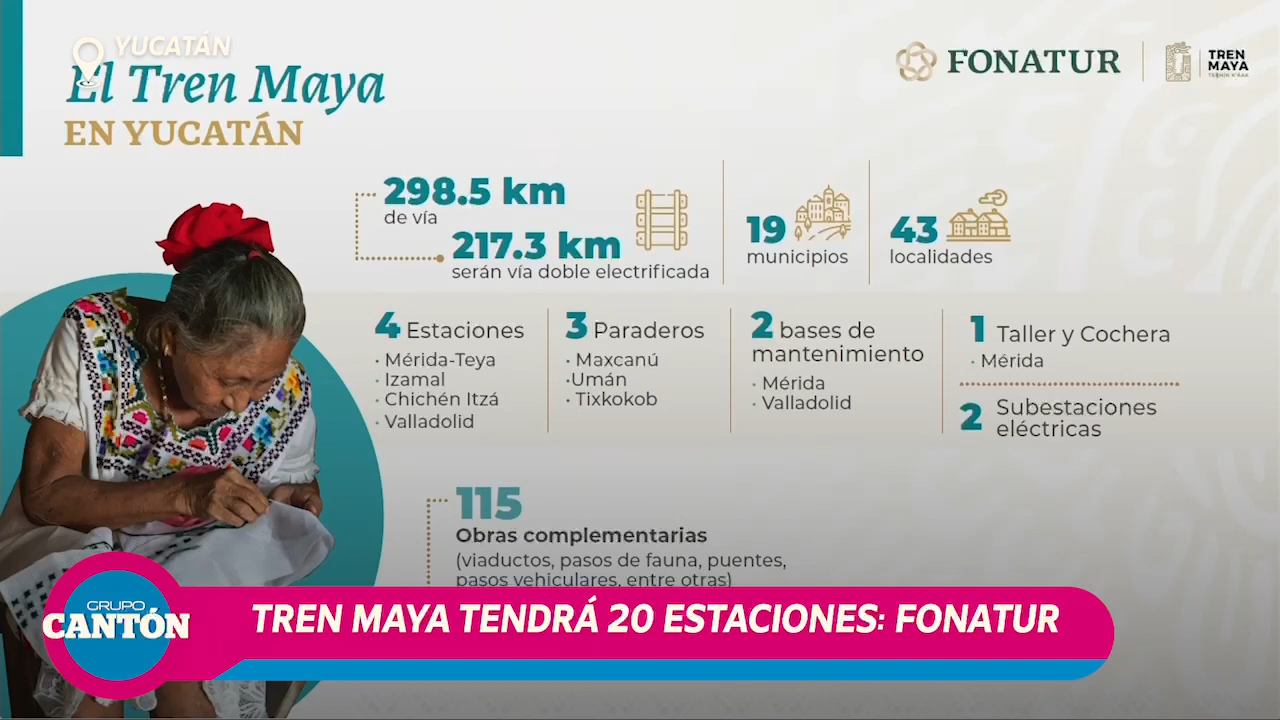 YUCATÁN
El Tren Maya
EN YUCATÁN
FONATUR
TREN
MAYA
298.5 km
de vía
217.3 km
serán vía doble electrificada
19
municipios
43
localidades
4 Estaciones
· Mérida-Teya
· Izamal
· Chichén Itzá
· Valladolid
3 Paraderos
· Maxcanú
·Umán
· Tixkokob
2 bases de
mantenimiento
· Mérida
· Valladolid
1 Taller y Cochera
· Mérida
2 Subestaciones
eléctricas
115
Obras complementarias
(viaductos, pasos de fauna, puentes,
pasos vehiculares, entre otras)
GRUPO
CANTÓN
TREN MAYA TENDRÁ 20 ESTACIONES: FONATUR